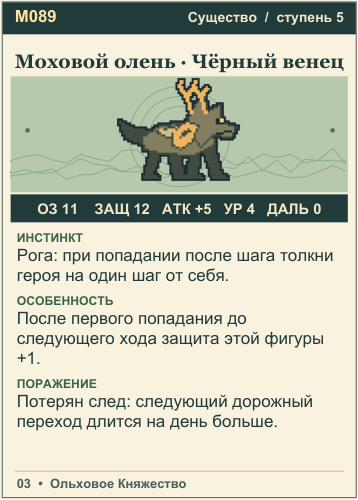 M089
Существо / ступень 5
Моховой олень · Чёрный венец
ОЗ 11 ЗАЩ 12 АТК +5 УР 4 ДАЛЬ 0
ИНСТИНКТ
Рога: при попадании после шага толкни
героя на один шаг от себя.
ОСОБЕННОСТЬ
После первого попадания до
следующего хода защита этой фигуры
+1.
ПОРАЖЕНИЕ
Потерян след: следующий дорожный
переход длится на день больше.
03 • Ольховое Княжество